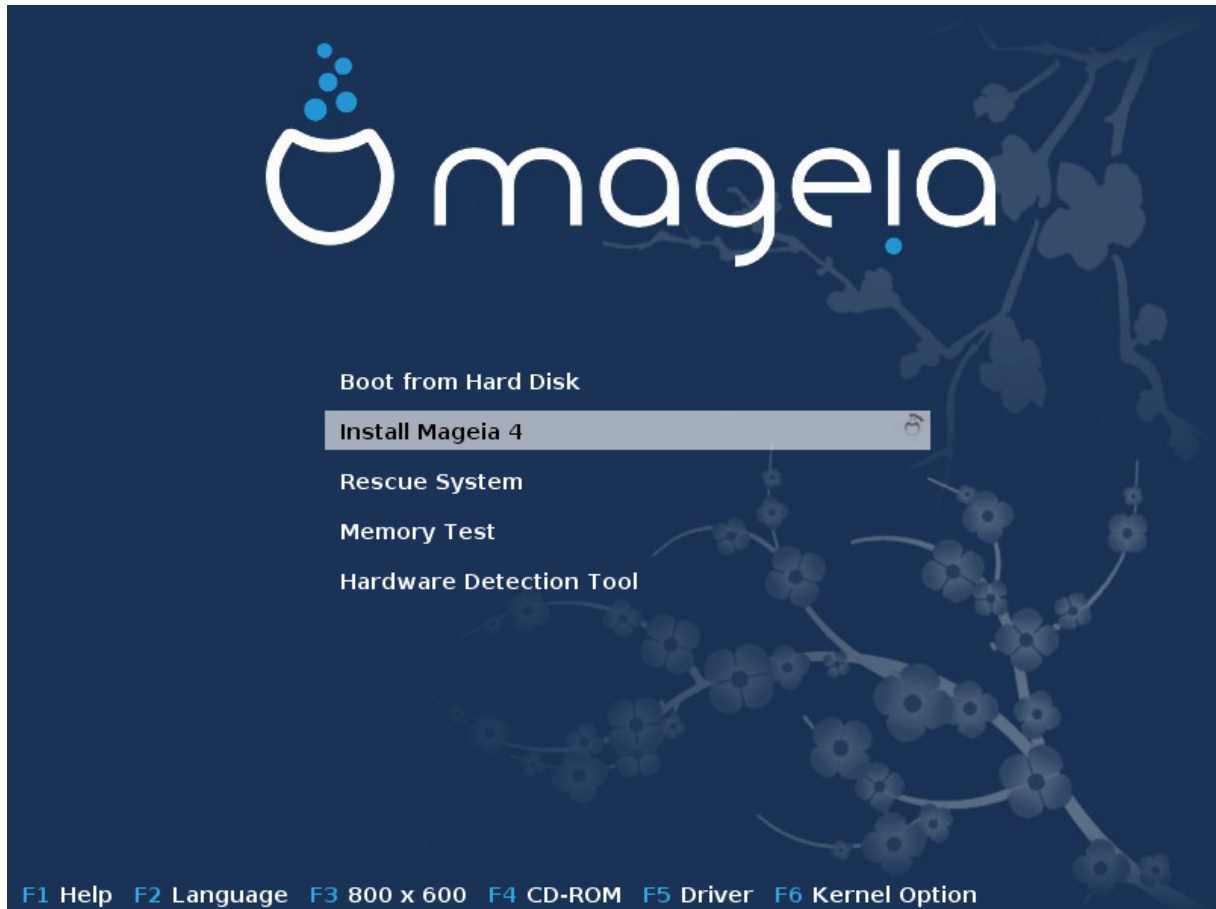 mageia
Boot from Hard Disk
Install Mageia 4
Rescue System
Memory Test
Hardware Detection Tool
F1 Help F2 Language F3 800 x 600 F4 CD-ROM F5 Driver F6 Kernel Option